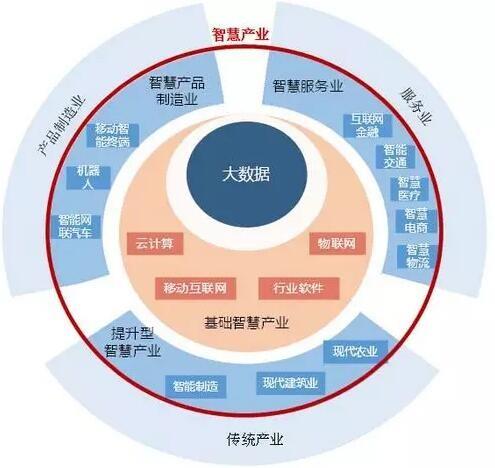 智慧产业
产品制造业
智慧产品
制造业
移动智
能终端
机器
人
智能网
联汽车
服务业
智慧服务业
互联网
金融
智能
交通
智慧
医疗
智慧
电商
智慧
物流
大数据
云计算
物联网
移动互联网
行业软件
基础智慧产业
提升型
智慧产业
智能制造
现代建筑业
现代农业
传统产业